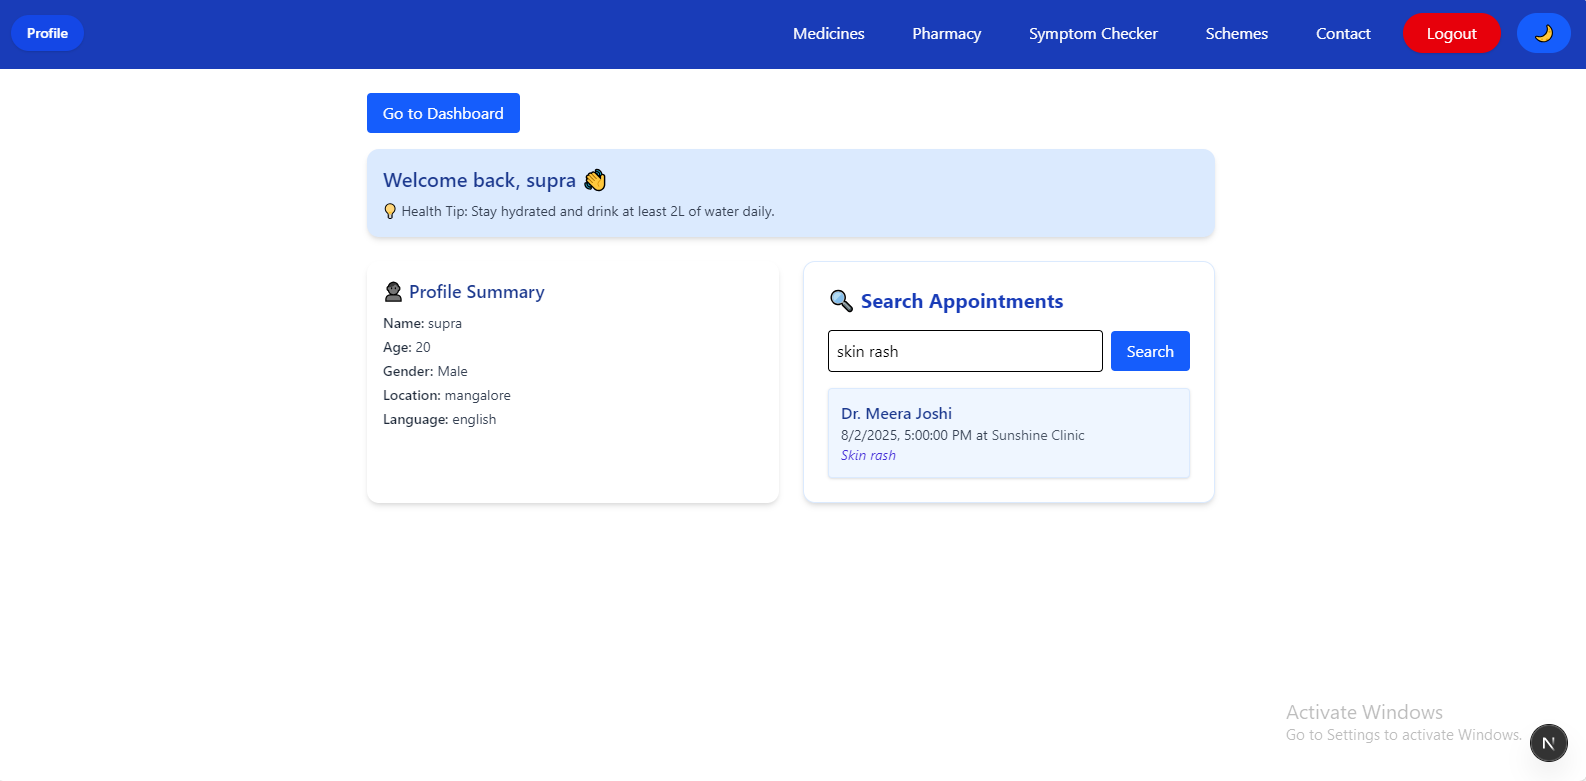 Profile
Medicines
Pharmacy
Symptom Checker
Schemes
Contact
Logout
Go to Dashboard
Welcome back, supra 👋
💡 Health Tip: Stay hydrated and drink at least 2L of water daily.
Profile Summary
Name: supra
Age: 20
Gender: Male
Location: mangalore
Language: english
🔍 Search Appointments
skin rash
Search
Dr. Meera Joshi
8/2/2025, 5:00:00 PM at Sunshine Clinic
Skin rash
Activate Windows
Go to Settings to activate Windows.
N